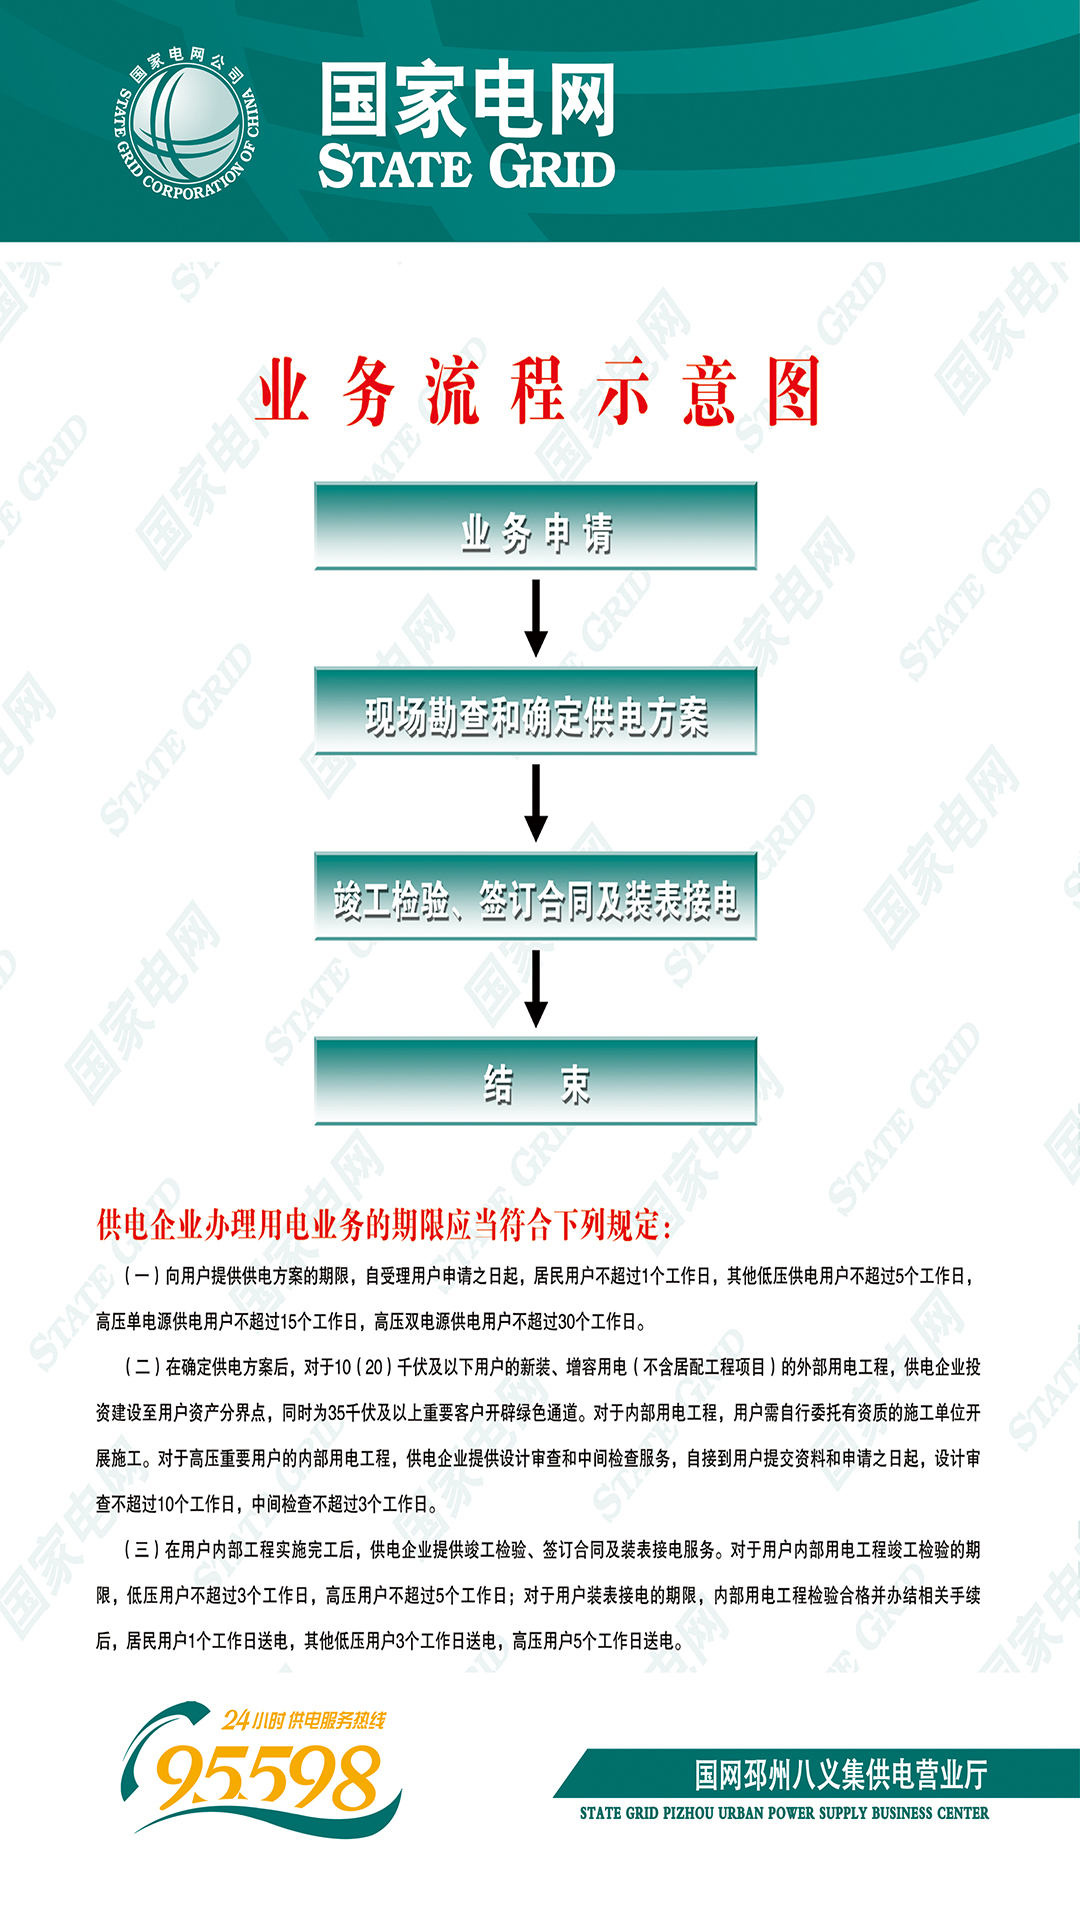 国家电网公司
STATE GRID CORPORATION OF CHINA
国家电网
STATE GRID
业务流程示意图
业务申请
现场勘查和确定供电方案
竣工检验、签订合同及装表接电
结 束
供电企业办理用电业务的期限应当符合下列规定：
（一）向用户提供供电方案的期限，自受理用户申请之日起，居民用户不超过1个工作日，其他低压供电用户不超过5个工作日，
高压单电源供电用户不超过15个工作日，高压双电源供电用户不超过30个工作日。
（二）在确定供电方案后，对于10（20）千伏及以下用户的新装、增容用电（不含居配工程项目）的外部用电工程，供电企业投
资建设至用户资产分界点，同时为35千伏及以上重要客户开辟绿色通道。对于内部用电工程，用户需自行委托有资质的施工单位开
展施工。对于高压重要用户的内部用电工程，供电企业提供设计审查和中间检查服务，自接到用户提交资料和申请之日起，设计审
查不超过10个工作日，中间检查不超过3个工作日。
（三）在用户内部工程实施完工后，供电企业提供竣工检验、签订合同及装表接电服务。对于用户内部用电工程竣工检验的期
限，低压用户不超过3个工作日，高压用户不超过5个工作日；对于用户装表接电的期限，内部用电工程检验合格并办结相关手续
后，居民用户1个工作日送电，其他低压用户3个工作日送电，高压用户5个工作日送电。
24小时供电服务热线
95598
国网邳州八义集供电营业厅
STATE GRID PIZHOU URBAN POWER SUPPLY BUSINESS CENTER